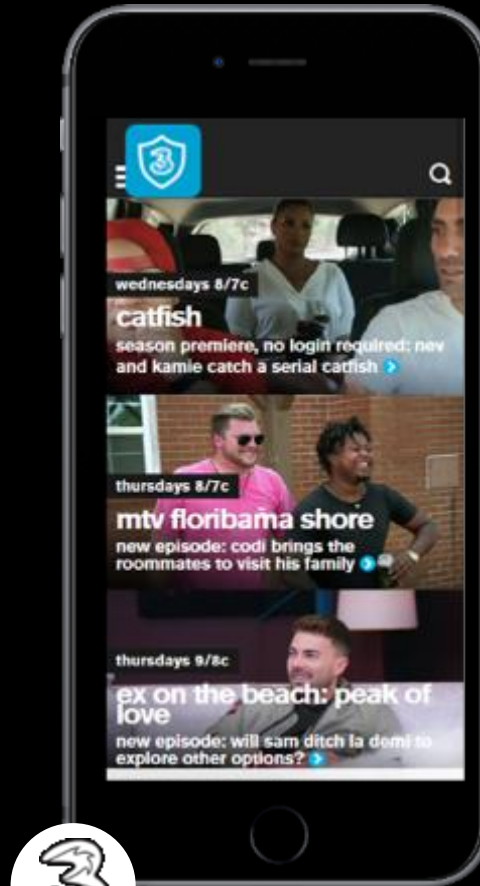 3
wednesdays 8/7c
catfish
season premiere, no login required: nev
and kamie catch a serial catfish
thursdays 8/7c
mtv floribama shore
new episode: codi brings the
roommates to visit his family
thursdays 9/8c
ex on the beach: peak of
love
new episode: will sam ditch la demi to
explore other options?
3